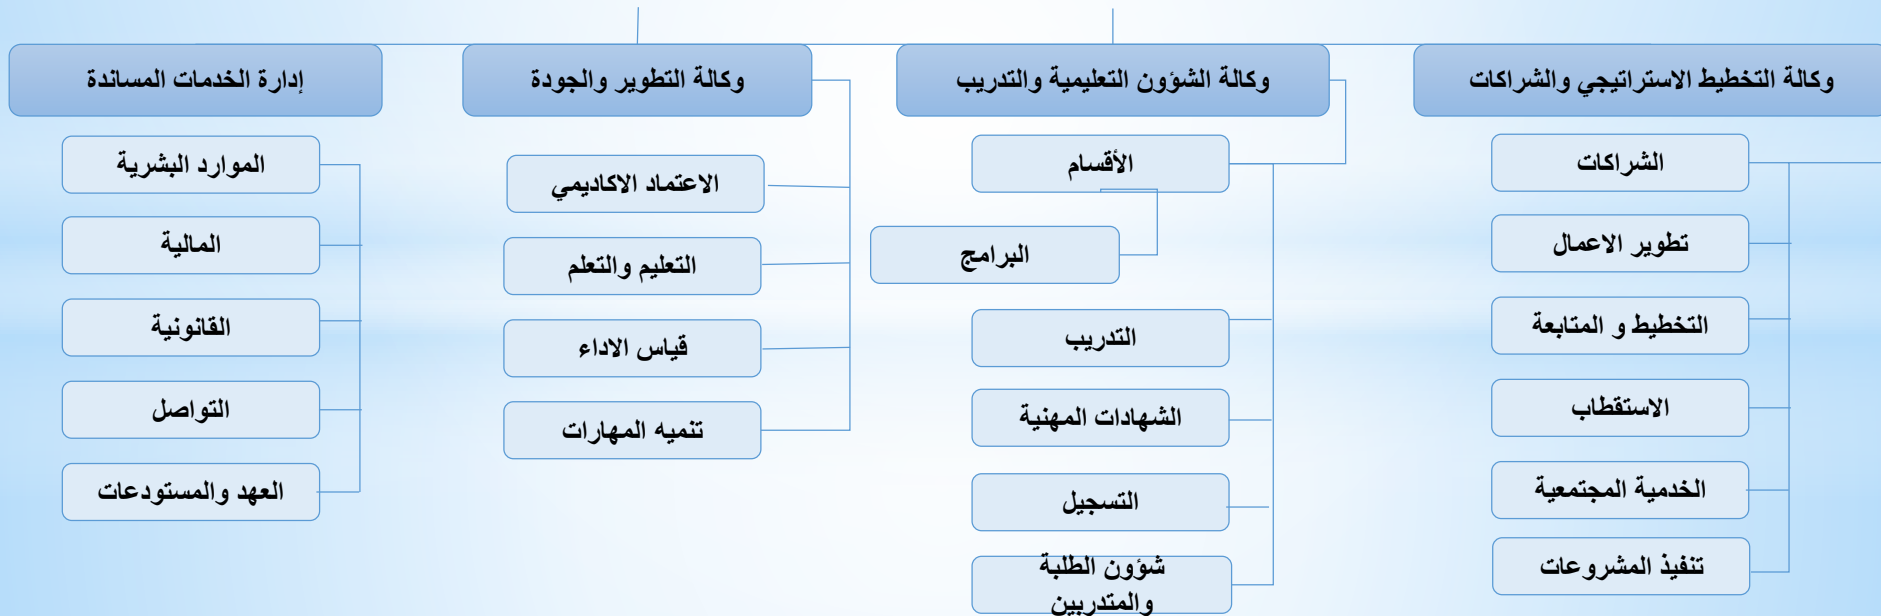 وكالة التخطيط الاستراتيجي والشراكات
الشراكات
تطوير الاعمال
التخطيط و المتابعة
الاستقطاب
الخدمية المجتمعية
تنفيذ المشروعات
وكالة الشؤون التعليمية والتدريب
الأقسام
البرامج
التدريب
الشهادات المهنية
التسجيل
شؤون الطلبة
والمتدربين
وكالة التطوير والجودة
الاعتماد الاكاديمي
التعليم والتعلم
قياس الاداء
تنميه المهارات
إدارة الخدمات المساندة
الموارد البشرية
المالية
القانونية
التواصل
العهد والمستودعات